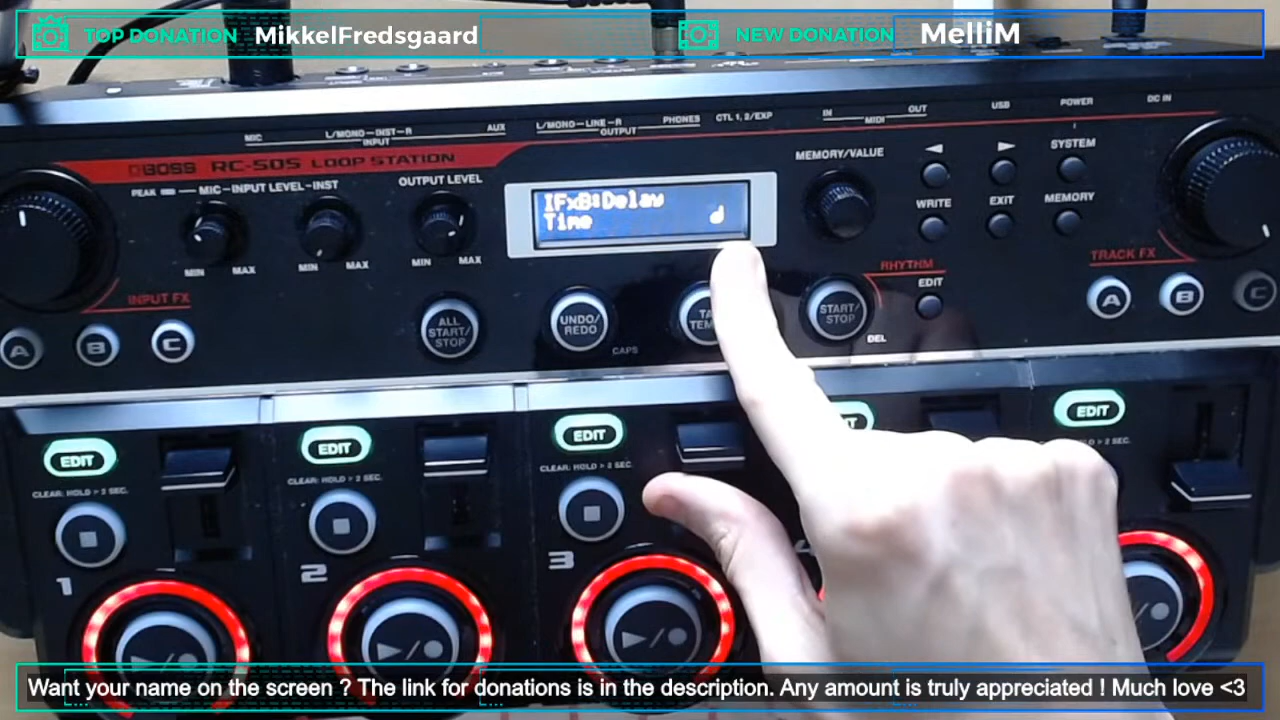 TOP DONATION MikkelFredsgaard
NEW DONATION MelliM
MIC
L/MONO-INST-R
AUX
INPUT
L/MONO-LINE-R
PHONES
OUTPUT
CTL 1, 2/EXP
IN
OUT
MIDI
USB
POWER
DC IN
BOSS RC-505 LOOP STATION
PEAK
MIC-INPUT LEVEL-INST
OUTPUT LEVEL
MIN MAX
MIN MAX
MIN MAX
IFxB:Delay
Time
MEMORY/VALUE
SYSTEM
WRITE
EXIT
MEMORY
INPUT FX
A B C
ALL
START/
STOP
UNDO/
REDO
CAPS
START/
STOP
DEL
RHYTHM
EDIT
TRACK FX
A B C
EDIT
EDIT
EDIT
EDIT
CLEAR: HOLD > 2 SEC.
CLEAR: HOLD > 2 SEC.
CLEAR: HOLD > 2 SEC.
1
2
3
Want your name on the screen ? The link for donations is in the description. Any amount is truly appreciated ! Much love <3